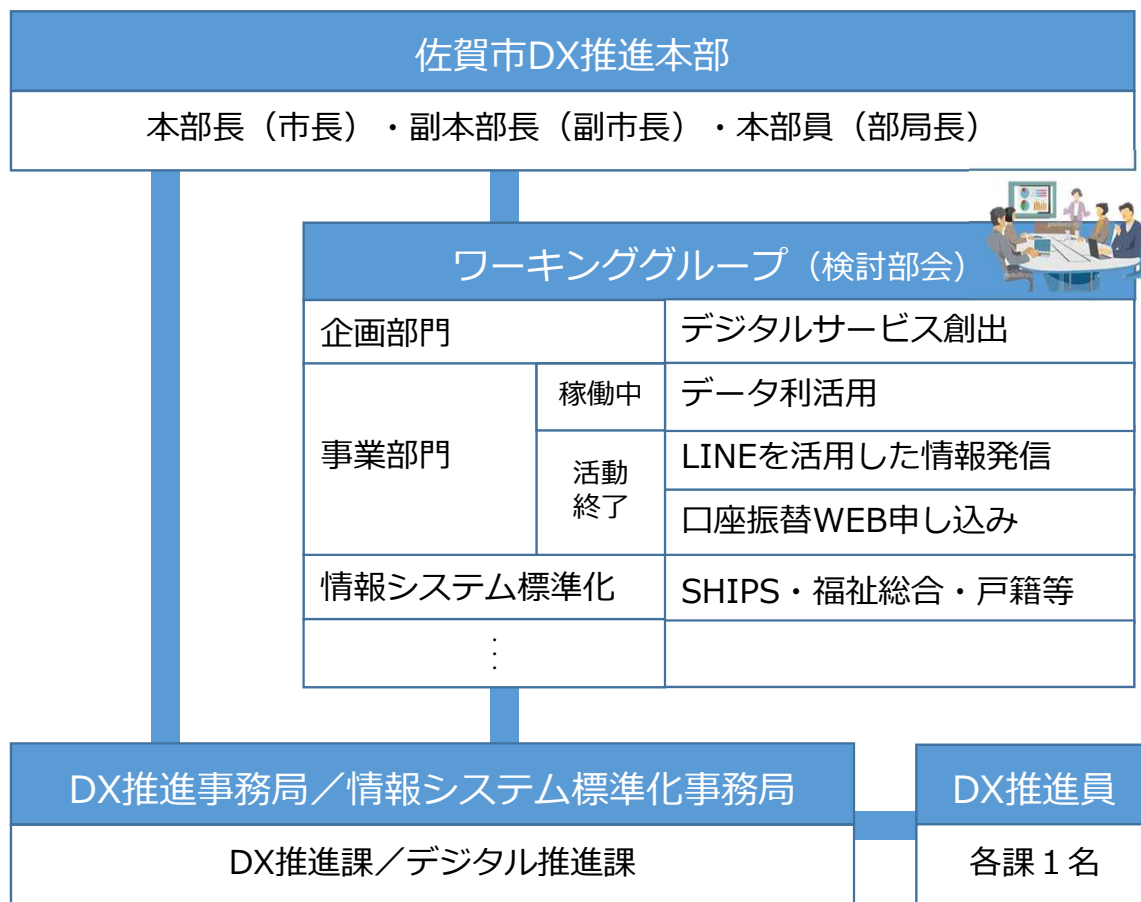 佐賀市DX推進本部
本部長（市長）・副本部長（副市長）・本部員（部局長）
ワーキンググループ（検討部会）
企画部門
デジタルサービス創出
事業部門
稼働中
データ利活用
活動
終了
LINEを活用した情報発信
口座振替WEB申し込み
情報システム標準化
SHIPS・福祉総合・戸籍等
︙
DX推進事務局／情報システム標準化事務局
DX推進課／デジタル推進課
DX推進員
各課１名